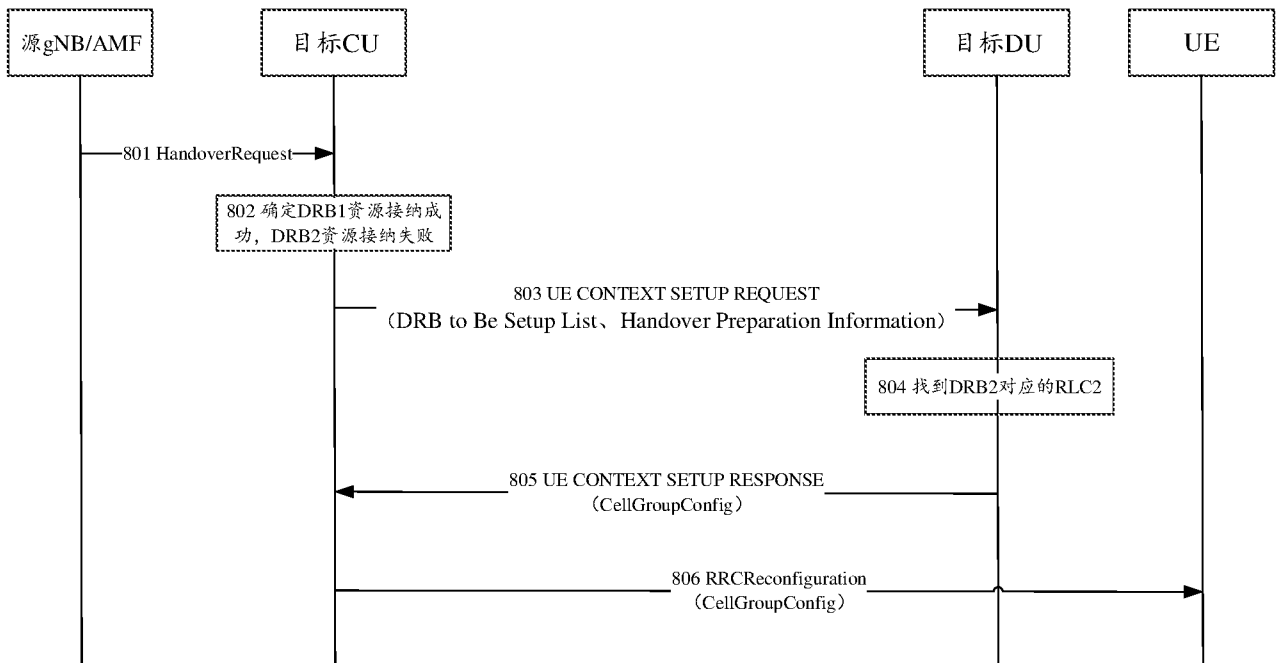 源gNB/AMF
目标CU
目标DU
UE
801 HandoverRequest
802 确定DRB1资源接纳成
功，DRB2资源接纳失败
803 UE CONTEXT SETUP REQUEST
（DRB to Be Setup List、Handover Preparation Information）
804 找到DRB2对应的RLC2
805 UE CONTEXT SETUP RESPONSE
（CellGroupConfig）
806 RRCReconfiguration
（CellGroupConfig）